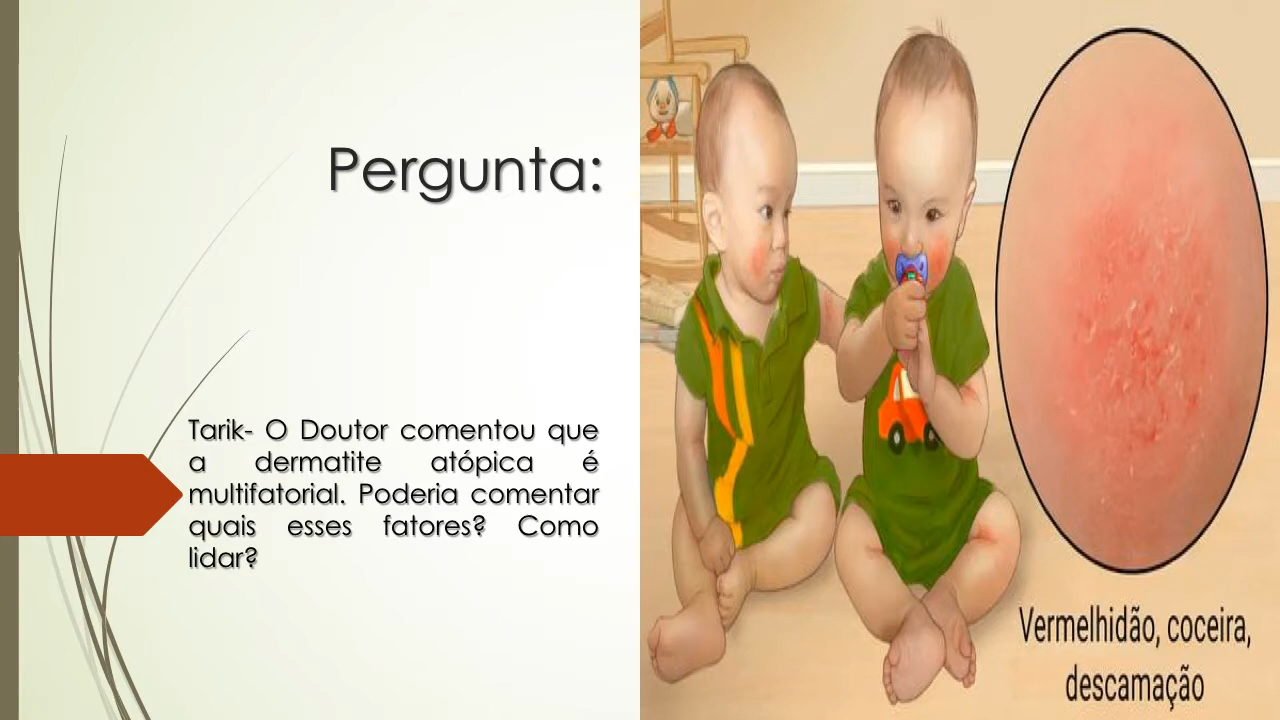 Pergunta:
Tarik- O Doutor comentou que
a dermatite atópica é
multifatorial. Poderia comentar
quais esses fatores? Como
lidar?
Vermelhidão, coceira,
descamação